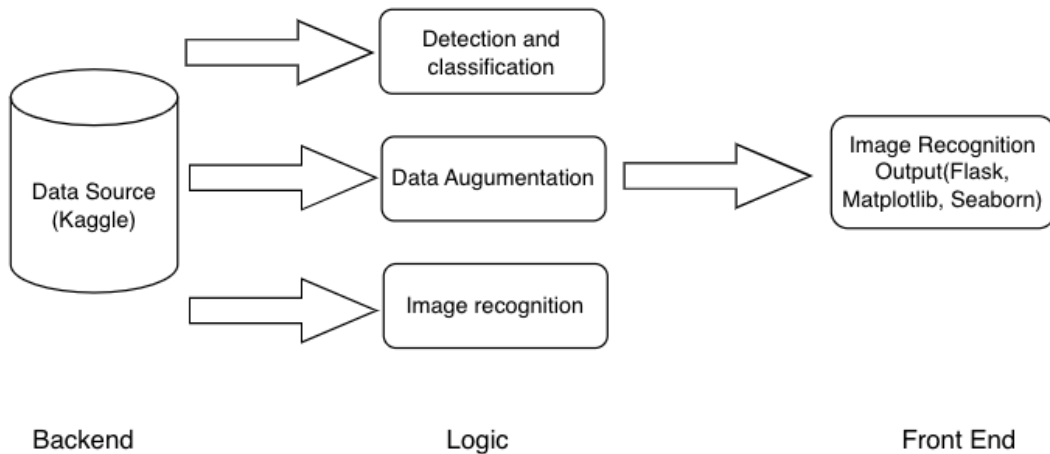 Detection and
classification
Data Source
(Kaggle)
Data Augumentation
Image recognition
Image Recognition
Output(Flask,
Matplotlib, Seaborn)
Backend
Logic
Front End